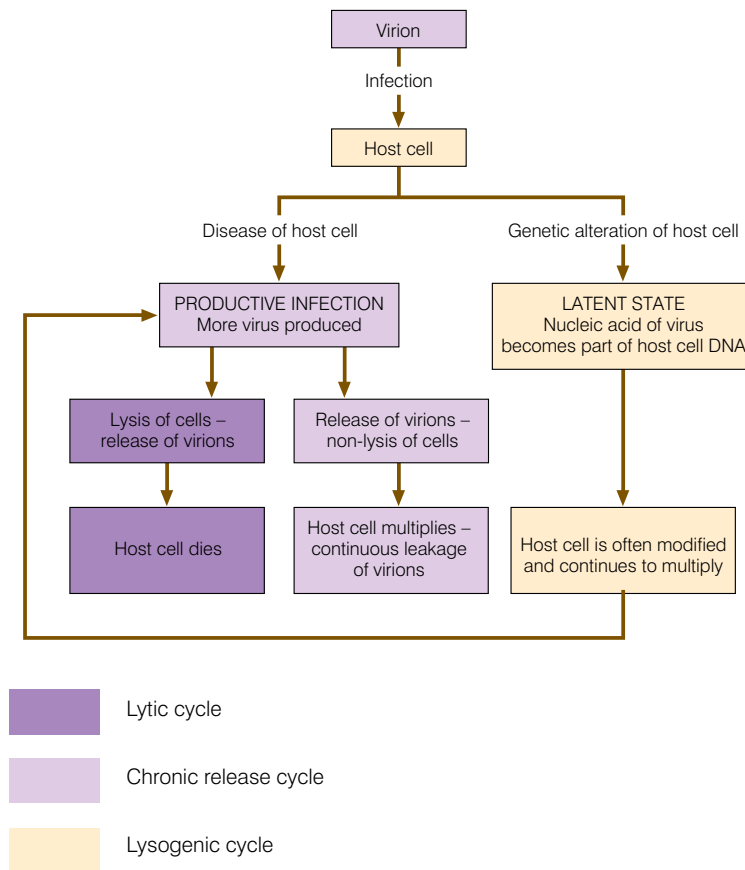 Virion
Infection
Host cell
Disease of host cell
Genetic alteration of host cell
PRODUCTIVE INFECTION
More virus produced
LATENT STATE
Nucleic acid of virus
becomes part of host cell DNA
Lysis of cells –
release of virions
Release of virions –
non-lysis of cells
Host cell dies
Host cell multiplies –
continuous leakage
of virions
Host cell is often modified
and continues to multiply
Lytic cycle
Chronic release cycle
Lysogenic cycle